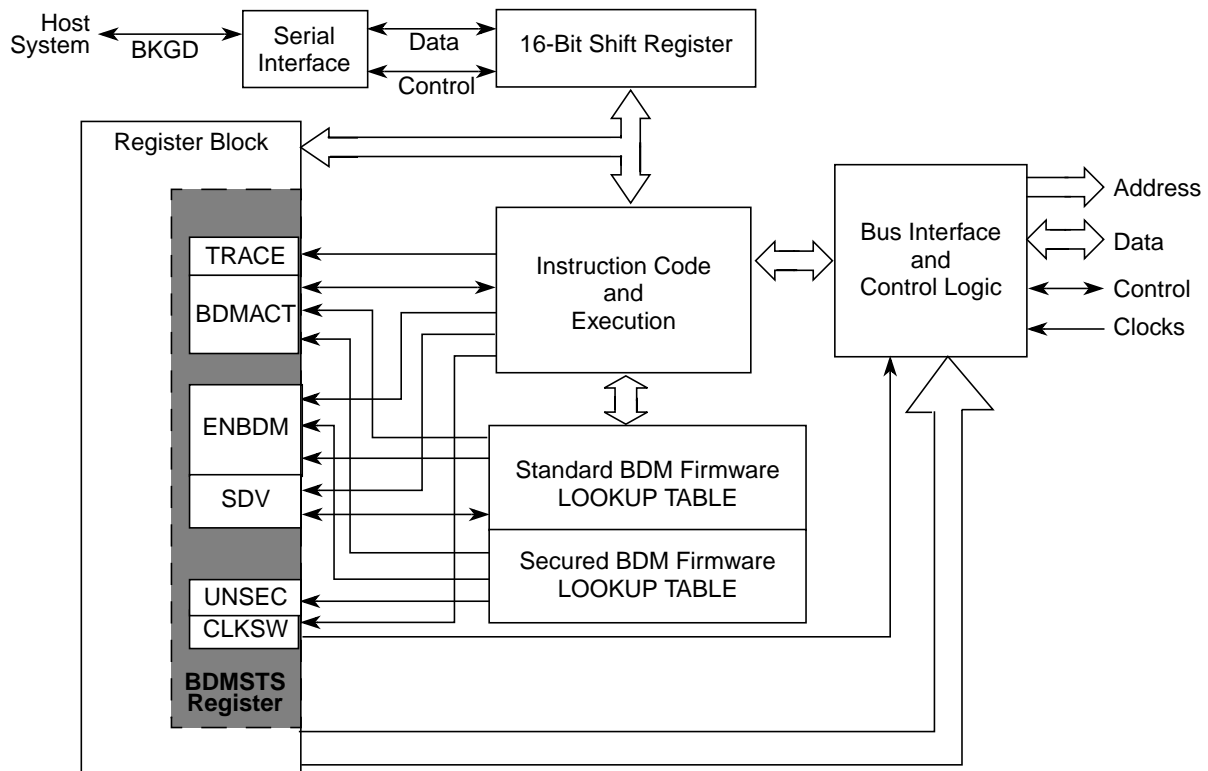 Host
System
BKGD
Serial
Interface
Data
Control
16-Bit Shift Register
Register Block
TRACE
BDMACT
ENBDM
SDV
UNSEC
CLKSW
BDMSTS
Register
Instruction Code
and
Execution
Standard BDM Firmware
LOOKUP TABLE
Secured BDM Firmware
LOOKUP TABLE
Bus Interface
and
Control Logic
Address
Data
Control
Clocks